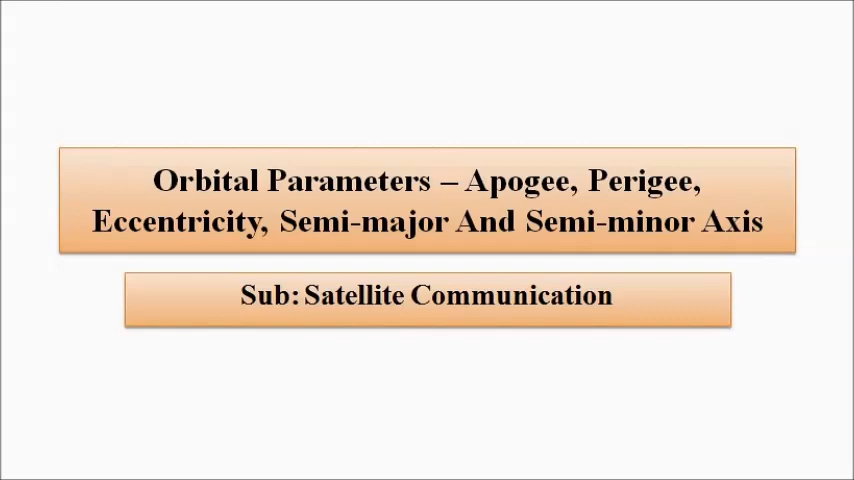 Orbital Parameters – Apogee, Perigee,
Eccentricity, Semi-major And Semi-minor Axis
Sub: Satellite Communication